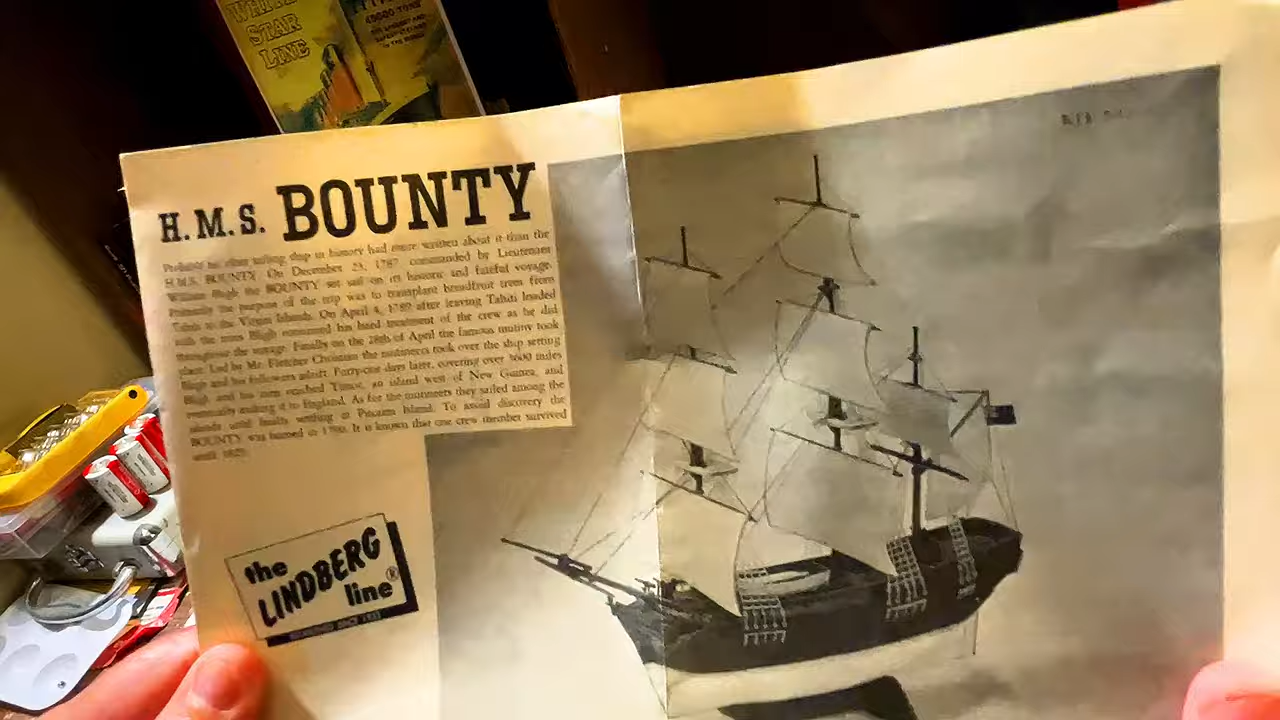 WHITE
STAR
LINE
45000 TONS
IN THE WORLD
H.M.S. BOUNTY
Probably no other sailing ship in history had more written about it than the
H.M.S. BOUNTY. On December 23, 1787 commanded by Lieutenant
William Bligh the BOUNTY set sail on its historic and fateful voyage.
the purpose of the trip was to transplant breadfruit trees from
Tahiti to the Virgin Islands. On April 4, 1789 after leaving Tahiti loaded
with the trees Bligh resumed his hard treatment of the crew as he did
throughout the voyage. Finally on the 28th of April the famous mutiny took
place. Led by Mr. Fletcher Christian the mutineers took over the ship setting
Bligh and his followers adrift. Forty-one days later, covering over 3600 miles
Bligh and his men reached Timor, an island west of New Guinea, and
eventually making it to England. As for the mutineers they sailed among the
islands until finally settling at Pitcairn Island. To avoid discovery the
BOUNTY was burned in 1790. It is known that one crew member survived
until 1829.
the
LINDBERG
line®
SINCE 1933